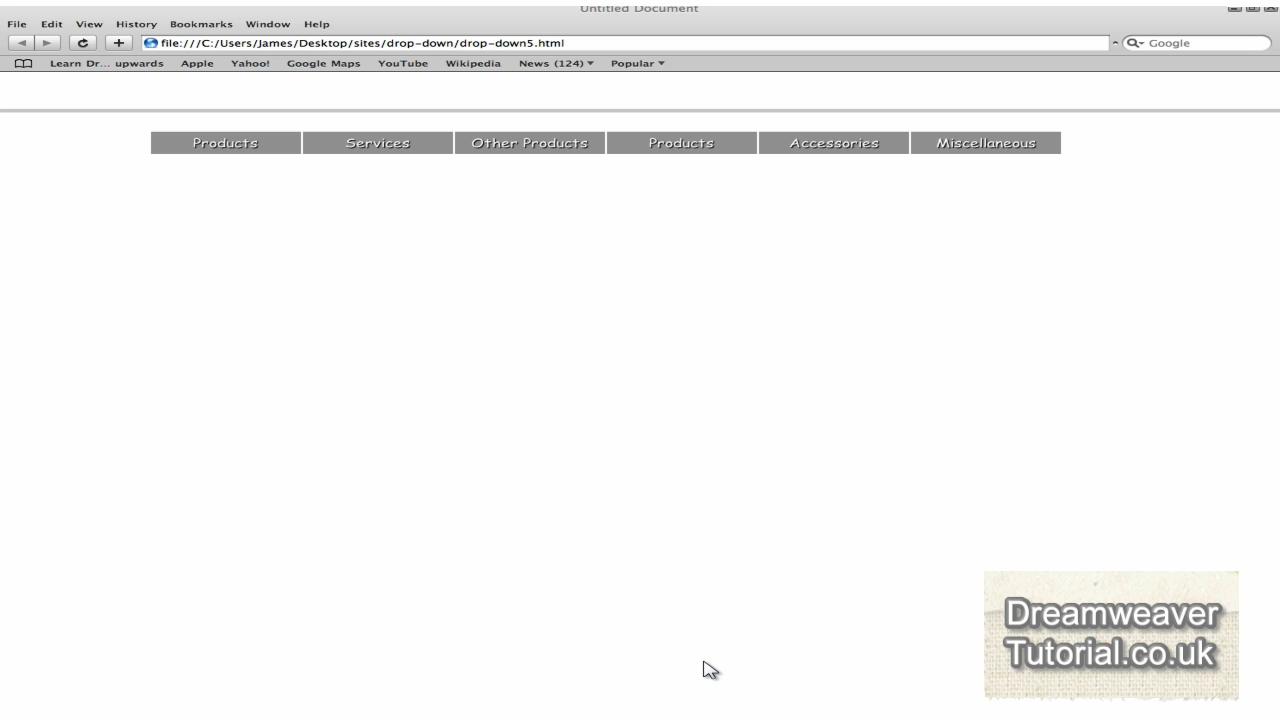 Untitled Document
File Edit View History Bookmarks Window Help
file:///C:/Users/James/Desktop/sites/drop-down/drop-down5.html
Google
Learn Dr... upwards Apple Yahoo! Google Maps YouTube Wikipedia News (124) Popular
Products Services Other Products Products Accessories Miscellaneous
Dreamweaver
Tutorial.co.uk